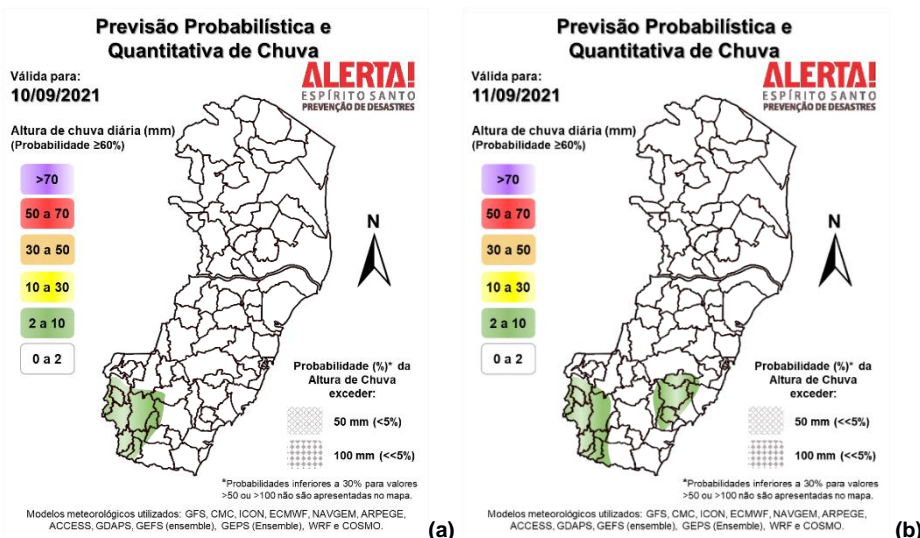 Previsão Probabilística e
Quantitativa de Chuva
Válida para:
10/09/2021
ALERTA!
ESPÍRITO SANTO
PREVENÇÃO DE DESASTRES
Altura de chuva diária (mm)
(Probabilidade ≥60%)
>70
50 a 70
30 a 50
10 a 30
2 a 10
0 a 2
N
Probabilidade (%)* da
Altura de Chuva
exceder:
50 mm (<5%)
100 mm (<<5%)
*Probabilidades inferiores a 30% para valores
>50 ou >100 não são apresentadas no mapa.
Modelos meteorológicos utilizados: GFS, CMC, ICON, ECMWF, NAVGEM, ARPEGE,
ACCESS, GDAPS, GEFS (ensemble), GEPS (Ensemble), WRF e COSMO.
(a)
Previsão Probabilística e
Quantitativa de Chuva
Válida para:
11/09/2021
ALERTA!
ESPÍRITO SANTO
PREVENÇÃO DE DESASTRES
Altura de chuva diária (mm)
(Probabilidade ≥60%)
>70
50 a 70
30 a 50
10 a 30
2 a 10
0 a 2
N
Probabilidade (%)* da
Altura de Chuva
exceder:
50 mm (<5%)
100 mm (<<5%)
*Probabilidades inferiores a 30% para valores
>50 ou >100 não são apresentadas no mapa.
Modelos meteorológicos utilizados: GFS, CMC, ICON, ECMWF, NAVGEM, ARPEGE,
ACCESS, GDAPS, GEFS (ensemble), GEPS (Ensemble), WRF e COSMO.
(b)